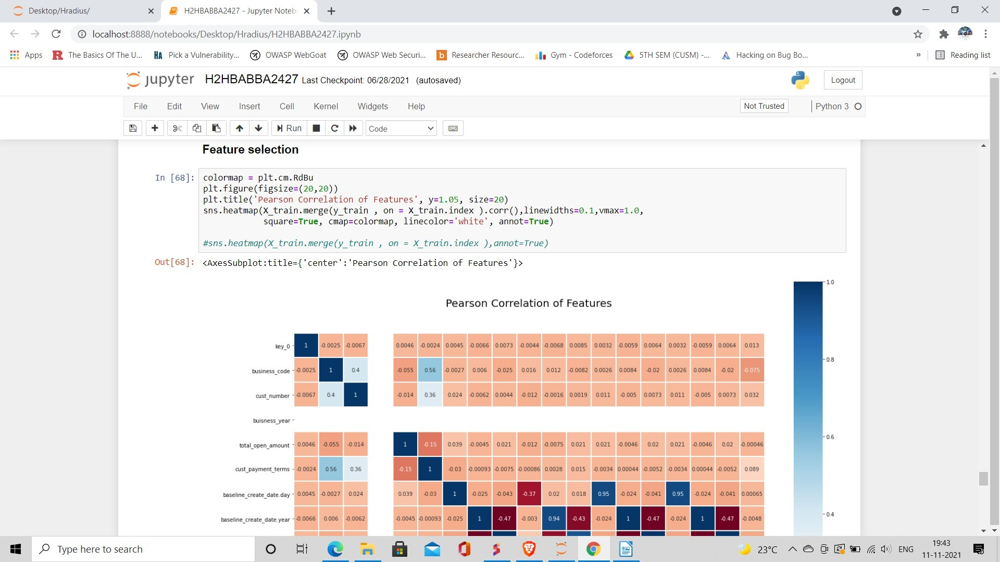 Desktop/Hradius/
H2HBABBA2427 - Jupyter Noteb
localhost:8888/notebooks/Desktop/Hradius/H2HBABBA2427.ipynb
Apps
The Basics Of The U...
Pick a Vulnerability...
OWASP WebGoat
OWASP Web Securi...
Researcher Resourc...
Gym - Codeforces
5TH SEM (CUSM) -...
Hacking on Bug Bo...
»
Reading list
jupyter H2HBABBA2427 Last Checkpoint: 06/28/2021 (autosaved)
Logout
File Edit View Insert Cell Kernel Widgets Help
Not Trusted
Python 3
Run
Code
Feature selection
In [68]:
colormap = plt.cm.RdBu
plt.figure(figsize=(20,20))
plt.title('Pearson Correlation of Features', y=1.05, size=20)
sns.heatmap(X_train.merge(y_train , on = X_train.index ).corr(),linewidths=0.1,vmax=1.0,
square=True, cmap=colormap, linecolor='white', annot=True)
#sns.heatmap(X_train.merge(y_train , on = X_train.index ),annot=True)
Out[68]: <AxesSubplot:title={'center':'Pearson Correlation of Features'}>
Pearson Correlation of Features
key_0 1 -0.0025 -0.0067 0.0046 -0.0024 0.0045 -0.0066 0.0073 -0.0044 -0.0068 0.0085 0.0032 -0.0059 0.0064 0.0032 -0.0059 0.0064 0.013
business_code -0.0025 1 0.4 -0.055 0.56 -0.0027 0.006 -0.025 0.016 0.012 -0.0082 0.0026 0.0084 -0.02 0.0026 0.0084 -0.02 -0.075
cust_number -0.0067 0.4 1 -0.014 0.36 0.024 -0.0062 0.0044 -0.012 -0.0016 0.0019 0.011 -0.005 0.0073 0.011 -0.005 0.0073 0.032
buisness_year
total_open_amount 0.0046 -0.055 -0.014 1 -0.15 0.039 -0.0045 0.021 -0.012 -0.0075 0.021 0.021 -0.0046 0.02 0.021 -0.0046 0.02 -0.00046
cust_payment_terms -0.0024 0.56 0.36 -0.15 1 -0.03 -0.00093 -0.0075 -0.00086 0.0028 0.015 -0.0034 0.00044 -0.0052 -0.0034 0.00044 -0.0052 0.089
baseline_create_date.day 0.0045 -0.0027 0.024 0.039 -0.03 1 -0.025 -0.043 -0.37 0.02 0.018 0.95 -0.024 -0.041 0.95 -0.024 -0.041 0.00065
baseline_create_date.year -0.0066 0.006 -0.0062 -0.0045 -0.00093 -0.025 1 -0.47 -0.003 0.94 -0.43 -0.024 1 -0.47 -0.024 1 -0.47 -0.0048
1.0
0.8
0.6
0.4
Type here to search
23°C
ENG
19:43
11-11-2021